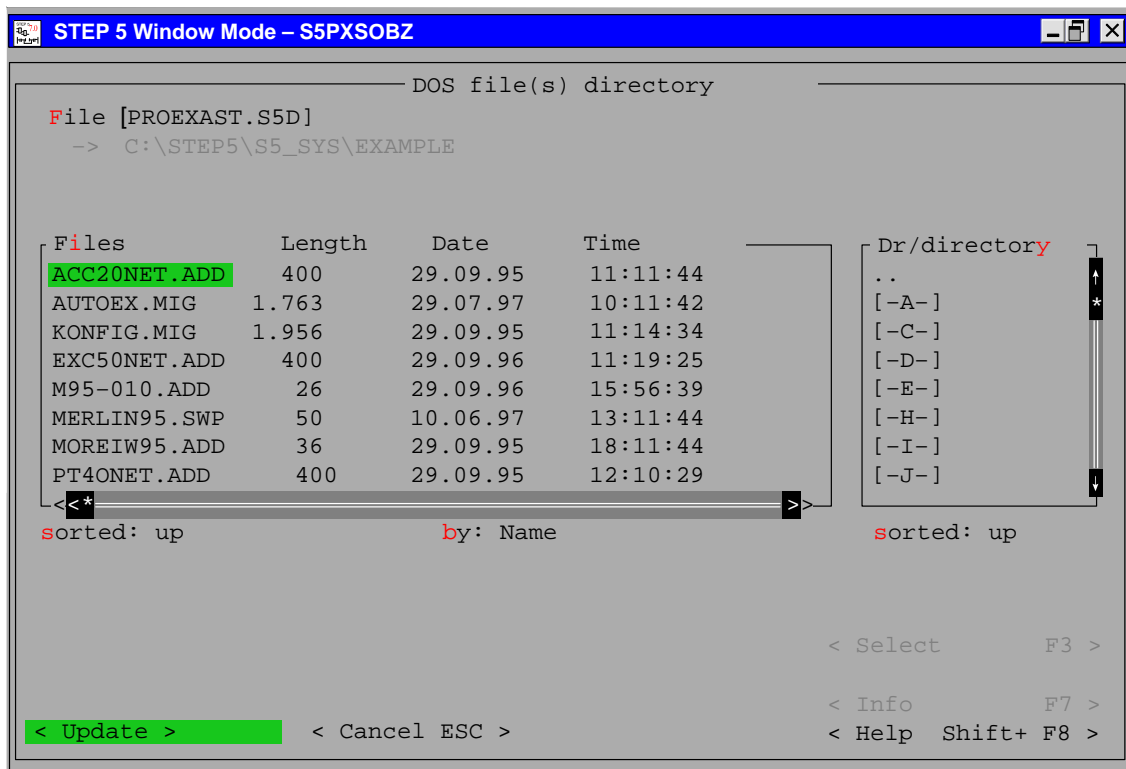 STEP 5 Window Mode – S5PXSOBZ
DOS file(s) directory
File [PROEXAST.S5D]
–> C:\STEP5\S5_SYS\EXAMPLE
Files Length Date Time Dr/directory
ACC20NET.ADD 400 29.09.95 11:11:44 ..
AUTOEX.MIG 1.763 29.07.97 10:11:42 [–A–]
KONFIG.MIG 1.956 29.09.95 11:14:34 [–C–]
EXC50NET.ADD 400 29.09.96 11:19:25 [–D–]
M95–010.ADD 26 29.09.96 15:56:39 [–E–]
MERLIN95.SWP 50 10.06.97 13:11:44 [–H–]
MOREIW95.ADD 36 29.09.95 18:11:44 [–I–]
PT4ONET.ADD 400 29.09.95 12:10:29 [–J–]
sorted: up by: Name sorted: up
< Select F3 >
< Info F7 >
< Update > < Cancel ESC > < Help Shift+ F8 >